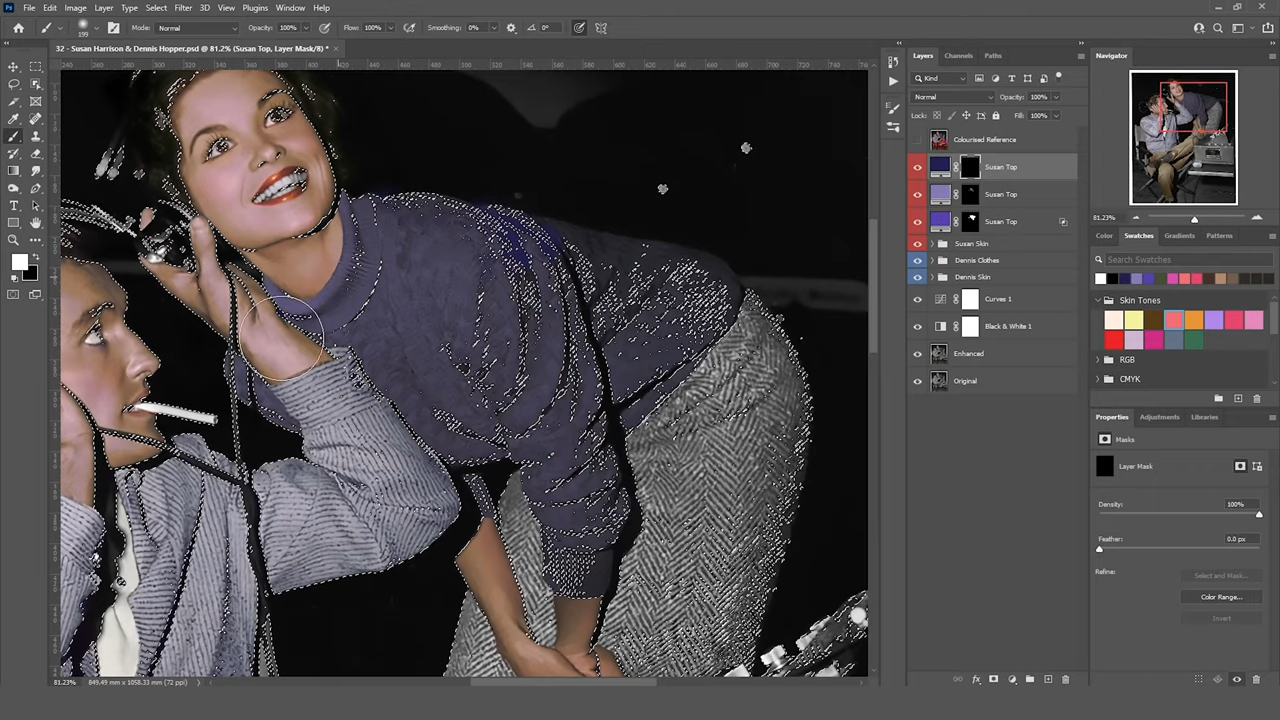 File Edit Image Layer Type Select Filter 3D View Plugins Window Help
199 Mode: Normal Opacity: 100% Flow: 100% Smoothing: 0% 0°
32 - Susan Harrison & Dennis Hopper.psd @ 81.2% (Susan Top, Layer Mask/8) *
Layers Channels Paths
Kind
Normal Opacity: 100%
Lock: Fill: 100%
Colourised Reference
Susan Top
Susan Top
Susan Top
Susan Skin
Dennis Clothes
Dennis Skin
Curves 1
Black & White 1
Enhanced
Original
Navigator
81.23%
Color Swatches Gradients Patterns
Search Swatches
Skin Tones
RGB
CMYK
Properties Adjustments Libraries
Masks
Layer Mask
Density: 100%
Feather: 0.0 px
Refine: Select and Mask...
Color Range...
Invert
81.23% 849.49 mm x 1058.33 mm (72 ppi)